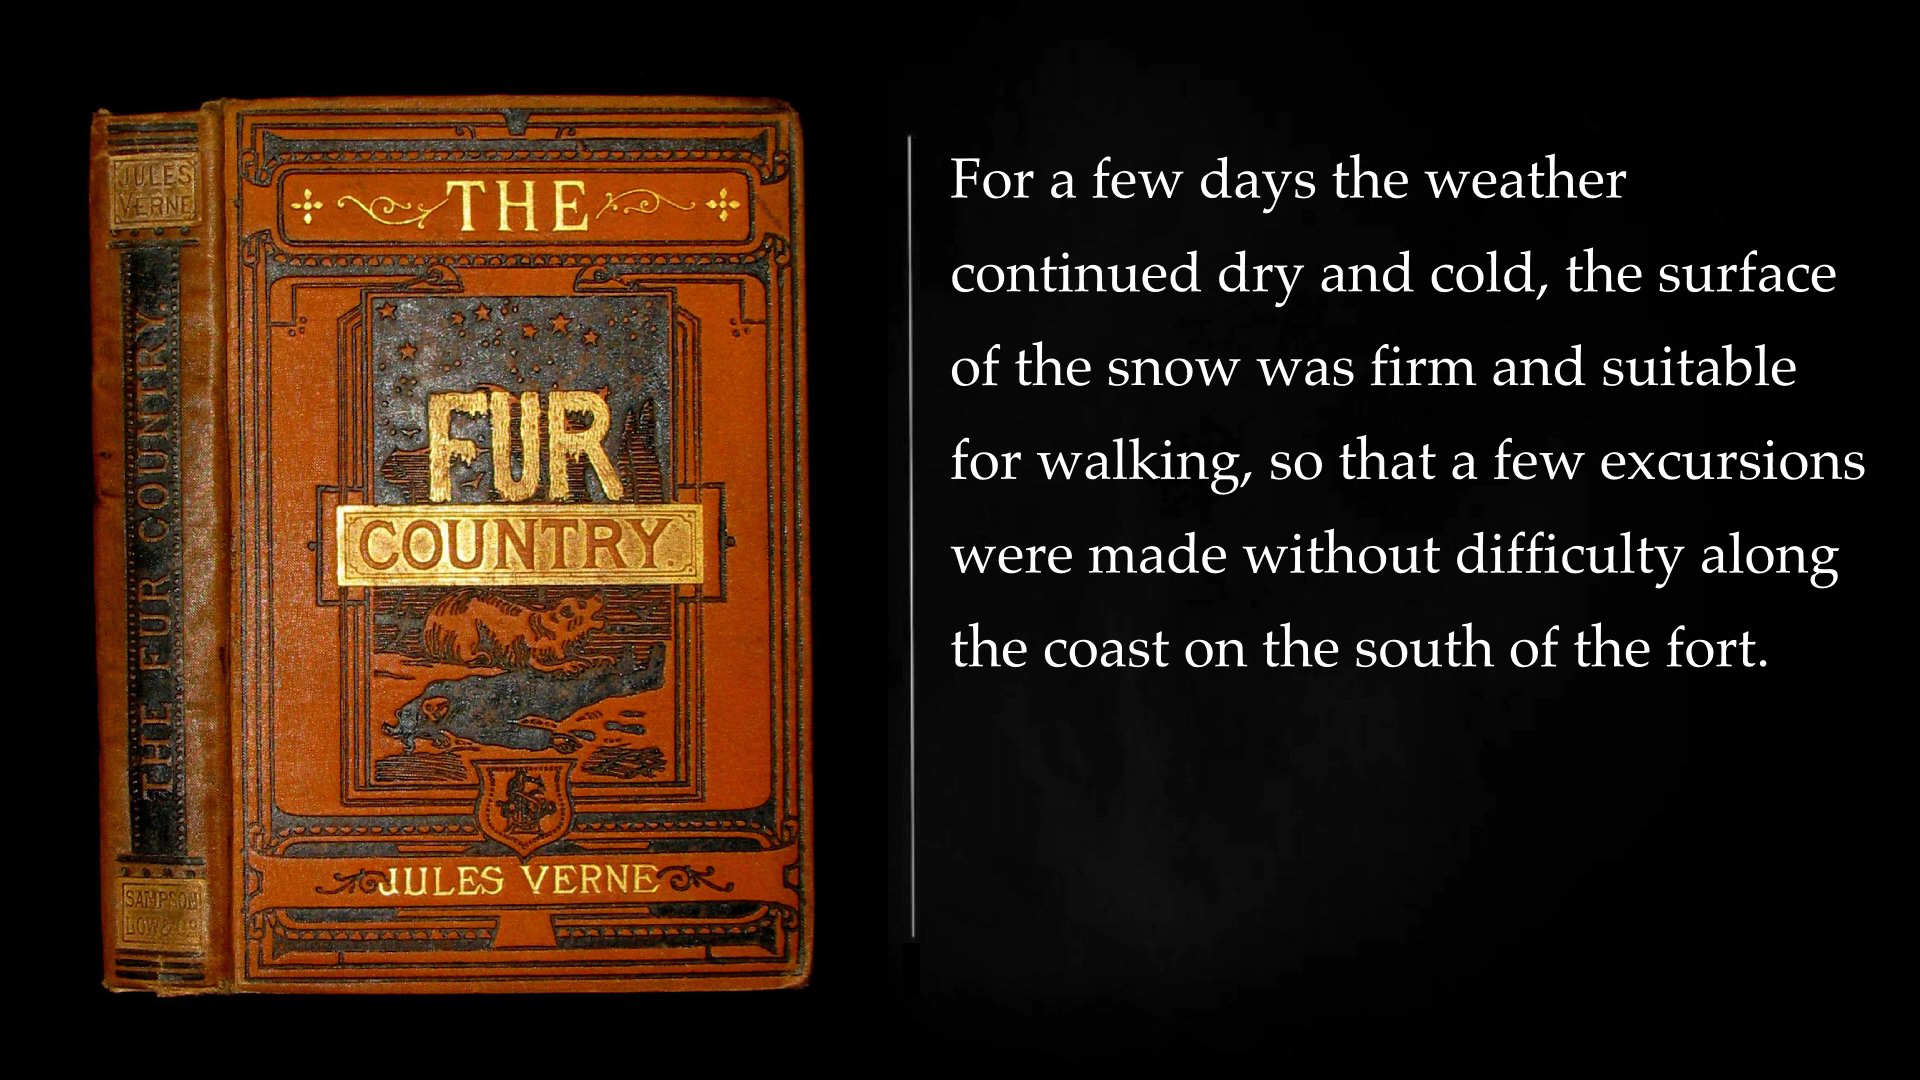 JULES
VERNE
THE FUR COUNTRY.
SAMPSON
LOW & Co
THE
FUR
COUNTRY.
JULES VERNE
For a few days the weather
continued dry and cold, the surface
of the snow was firm and suitable
for walking, so that a few excursions
were made without difficulty along
the coast on the south of the fort.